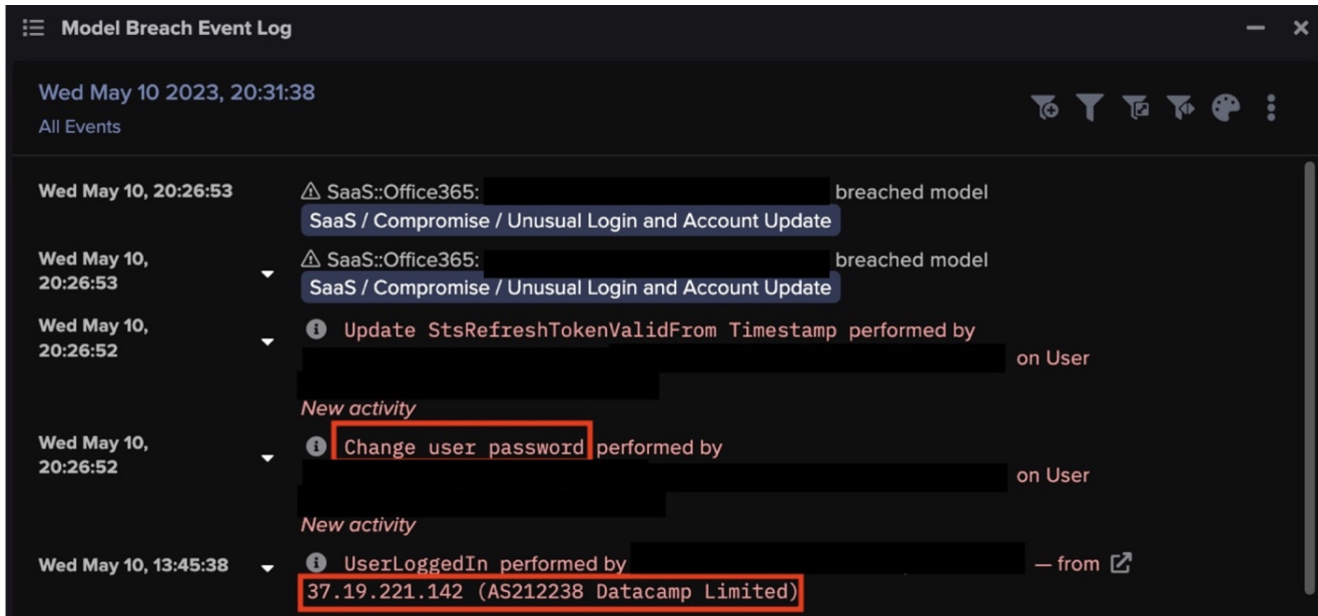 Model Breach Event Log
Wed May 10 2023, 20:31:38
All Events
Wed May 10, 20:26:53
SaaS::Office365: breached model
SaaS / Compromise / Unusual Login and Account Update
Wed May 10,
20:26:53
SaaS::Office365: breached model
SaaS / Compromise / Unusual Login and Account Update
Wed May 10,
20:26:52
Update StsRefreshTokenValidFrom Timestamp performed by
on User
New activity
Wed May 10,
20:26:52
Change user password performed by
on User
New activity
Wed May 10, 13:45:38
UserLoggedIn performed by — from
37.19.221.142 (AS212238 Datacamp Limited)